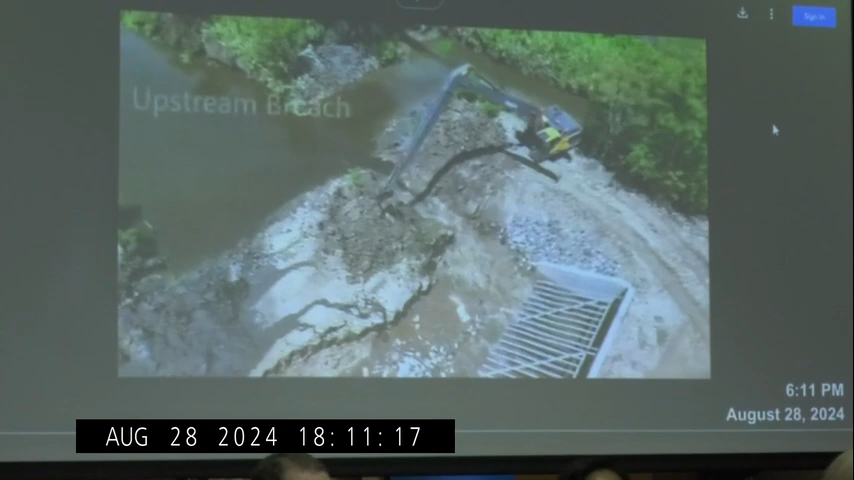 Sign in
Upstream Breach
6:11 PM
August 28, 2024
AUG 28 2024 18:11:17